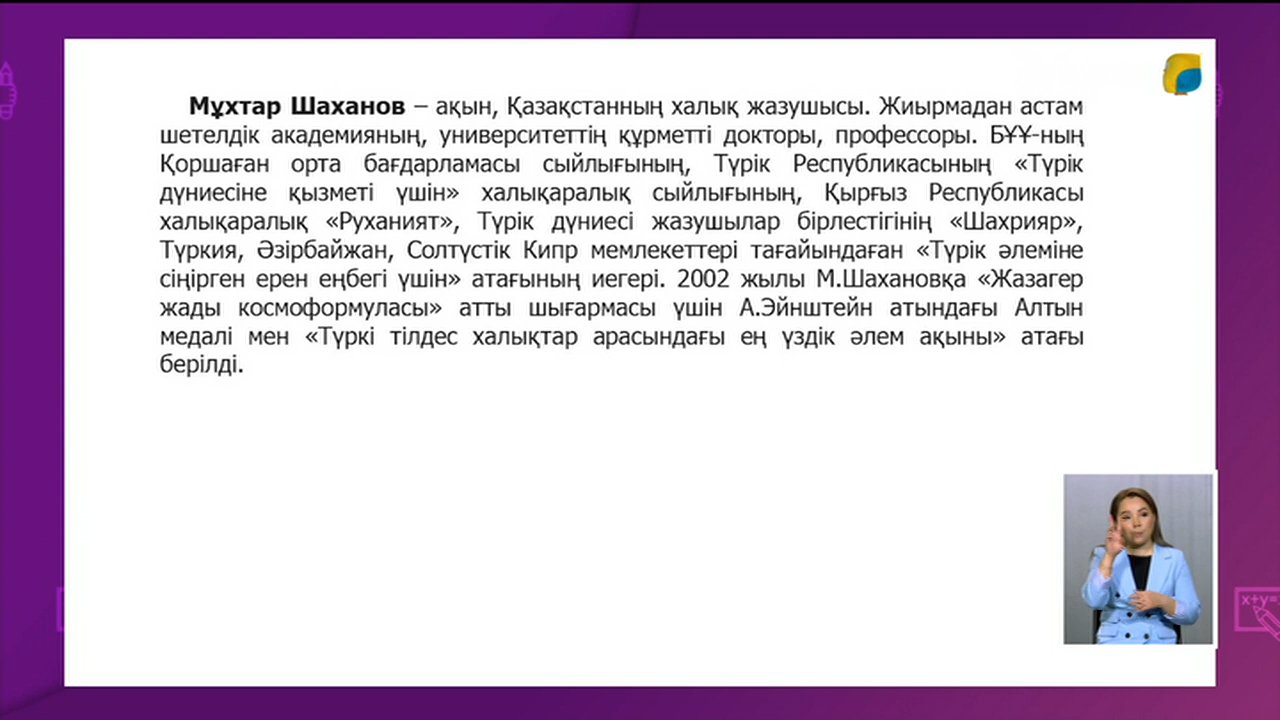 Мұхтар Шаханов – ақын, Қазақстанның халық жазушысы. Жиырмадан астам
шетелдік академияның, университеттің құрметті докторы, профессоры. БҰҰ-ның
Қоршаған орта бағдарламасы сыйлығының, Түрік Республикасының «Түрік
дүниесіне қызметі үшін» халықаралық сыйлығының, Қырғыз Республикасы
халықаралық «Руханият», Түрік дүниесі жазушылар бірлестігінің «Шахрияр»,
Түркия, Әзірбайжан, Солтүстік Кипр мемлекеттері тағайындаған «Түрік әлеміне
сіңірген ерен еңбегі үшін» атағының иегері. 2002 жылы М.Шахановқа «Жазагер
жады космоформуласы» атты шығармасы үшін А.Эйнштейн атындағы Алтын
медалі мен «Түркі тілдес халықтар арасындағы ең үздік әлем ақыны» атағы
берілді.
x+y=